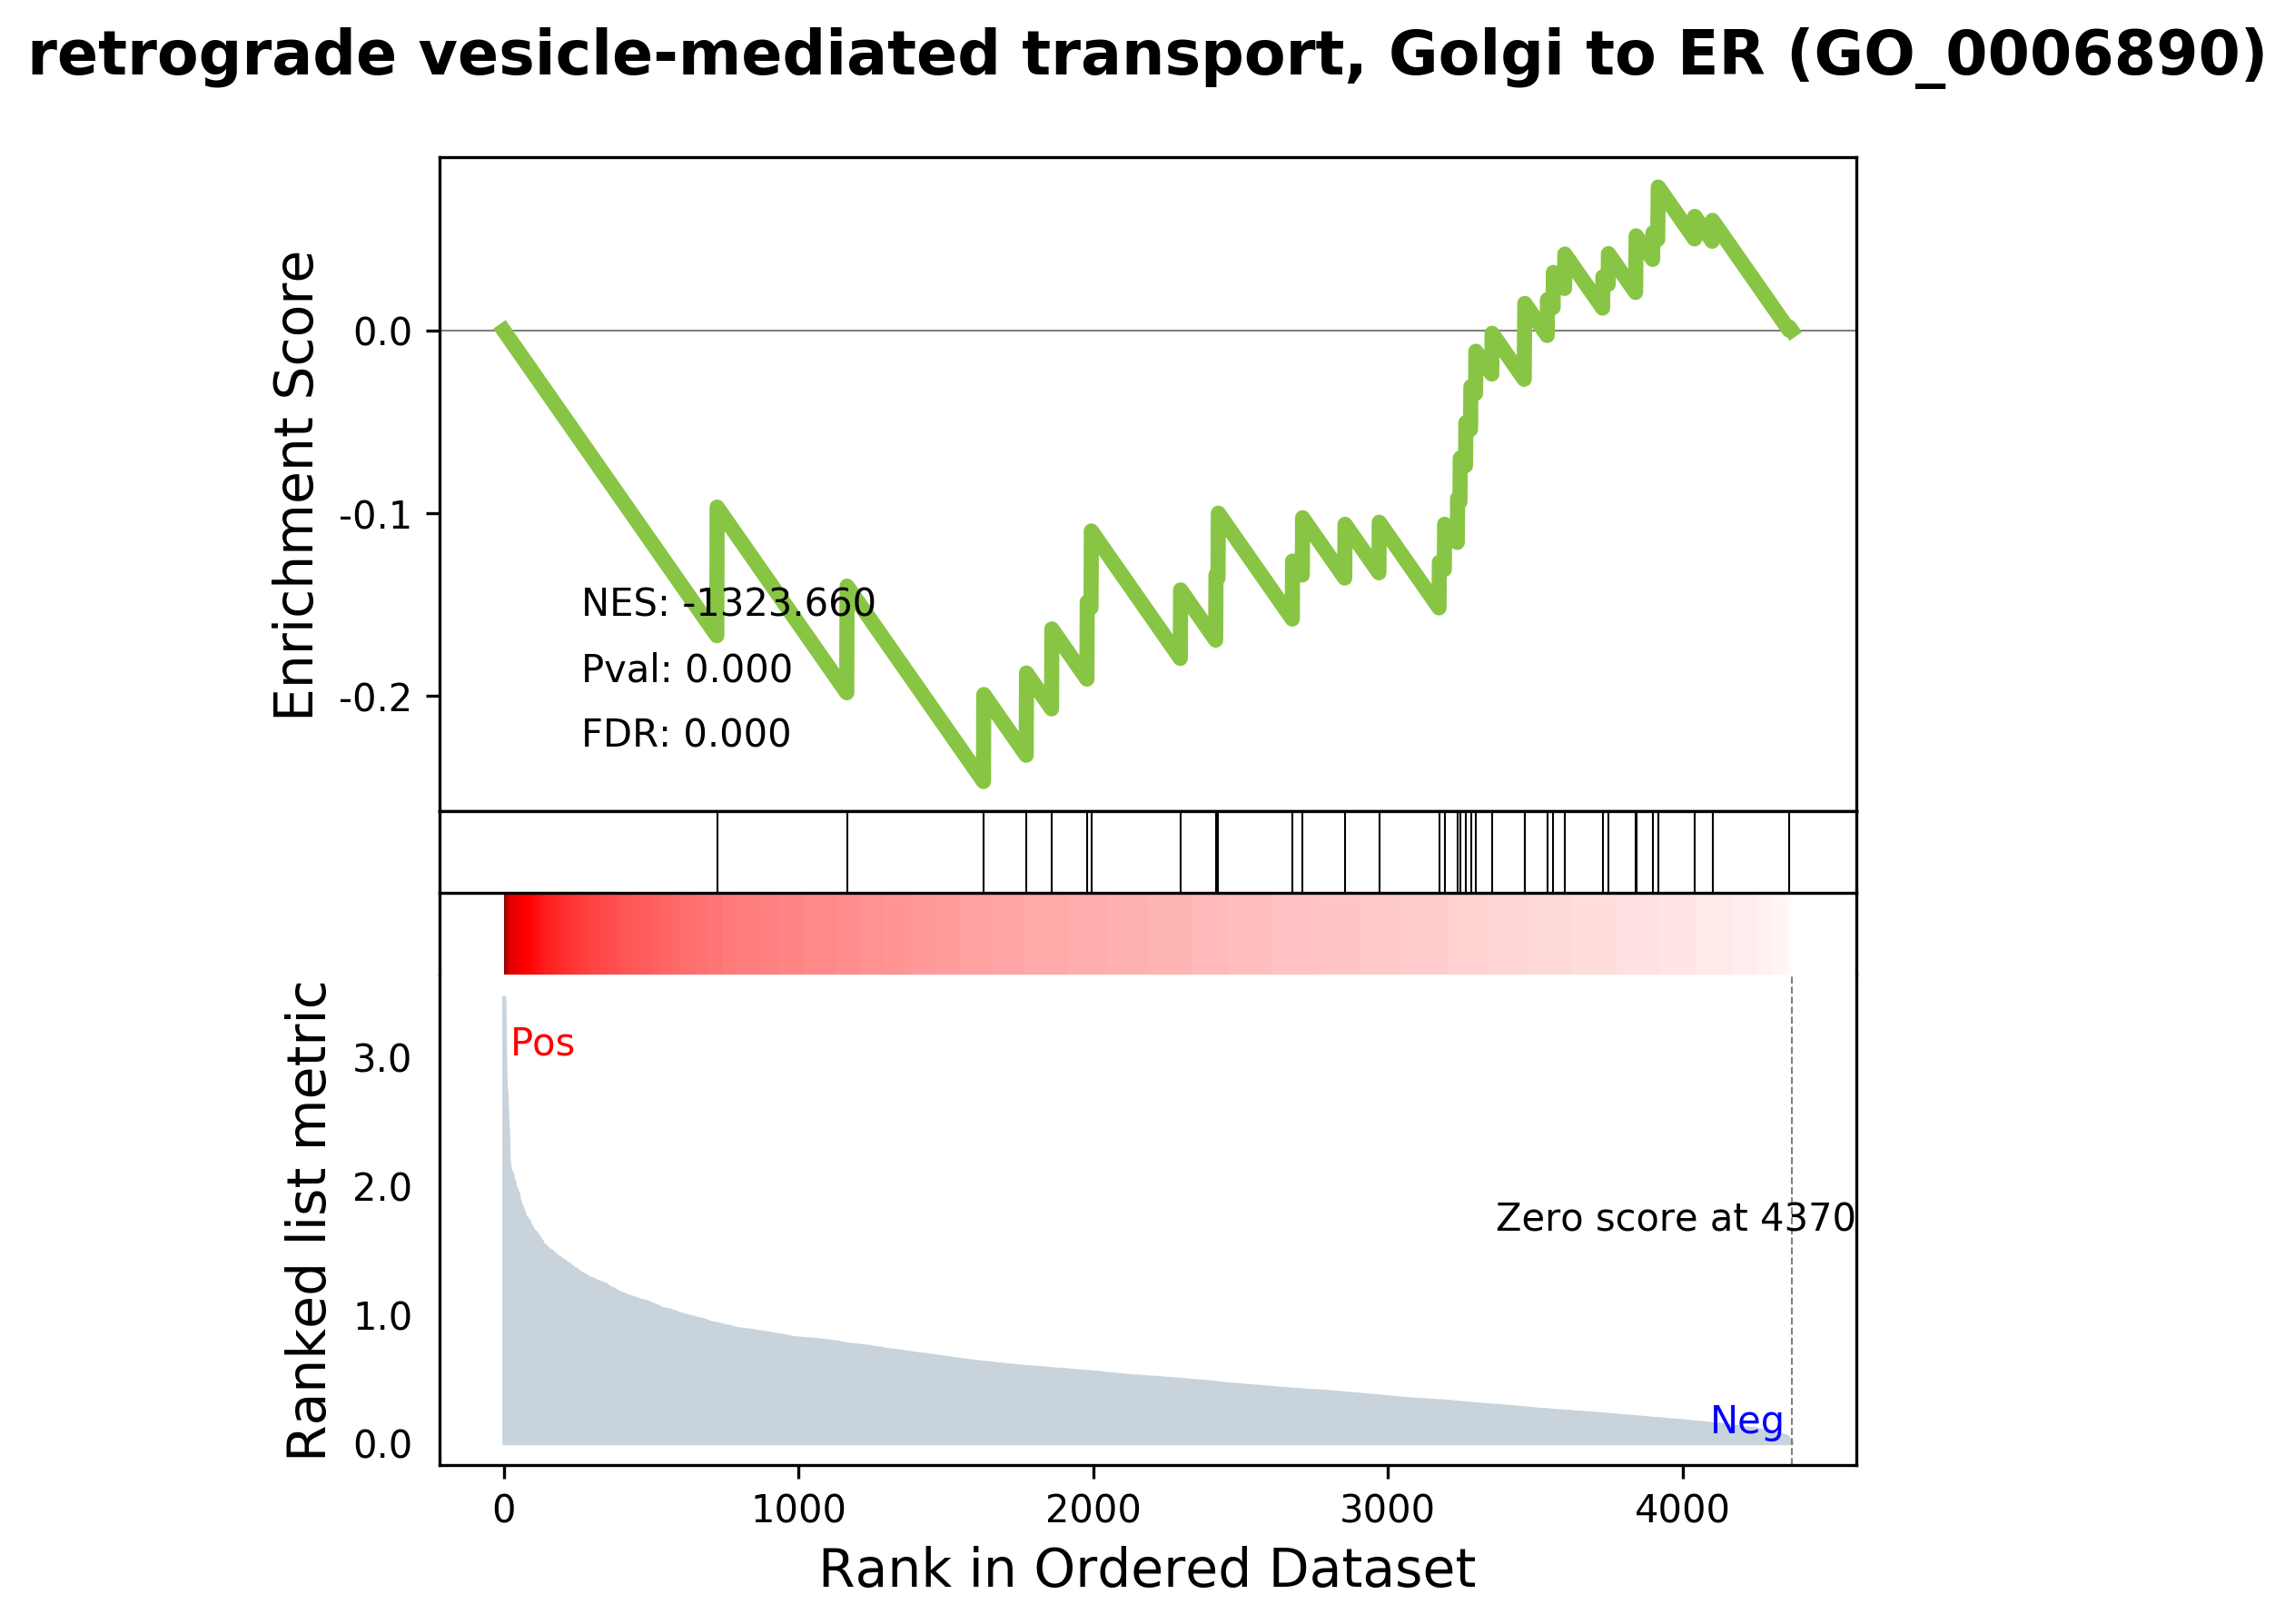 retrograde vesicle-mediated transport, Golgi to ER (GO_0006890)
Enrichment Score
0.0
-0.1
-0.2
NES: -1323.660
Pval: 0.000
FDR: 0.000
Ranked list metric
3.0
2.0
1.0
0.0
Pos
Zero score at 4370
Neg
0 1000 2000 3000 4000
Rank in Ordered Dataset